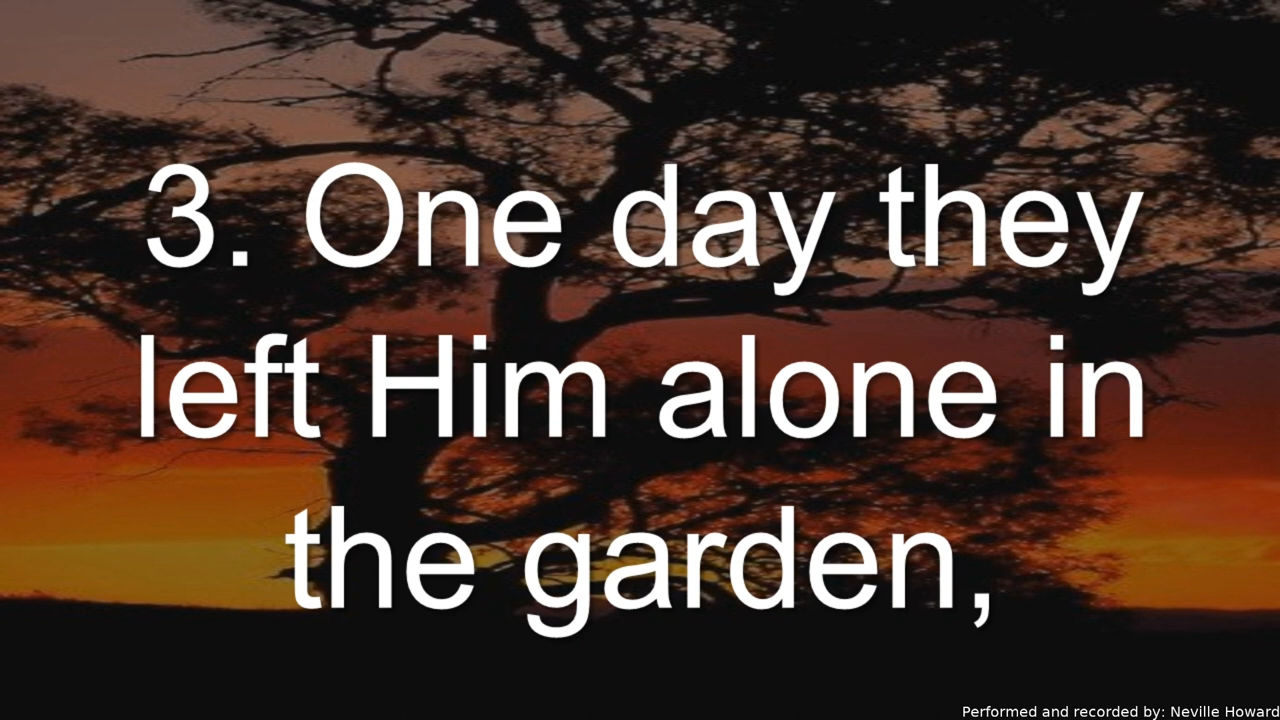 3. One day they
left Him alone in
the garden,
Performed and recorded by: Neville Howard